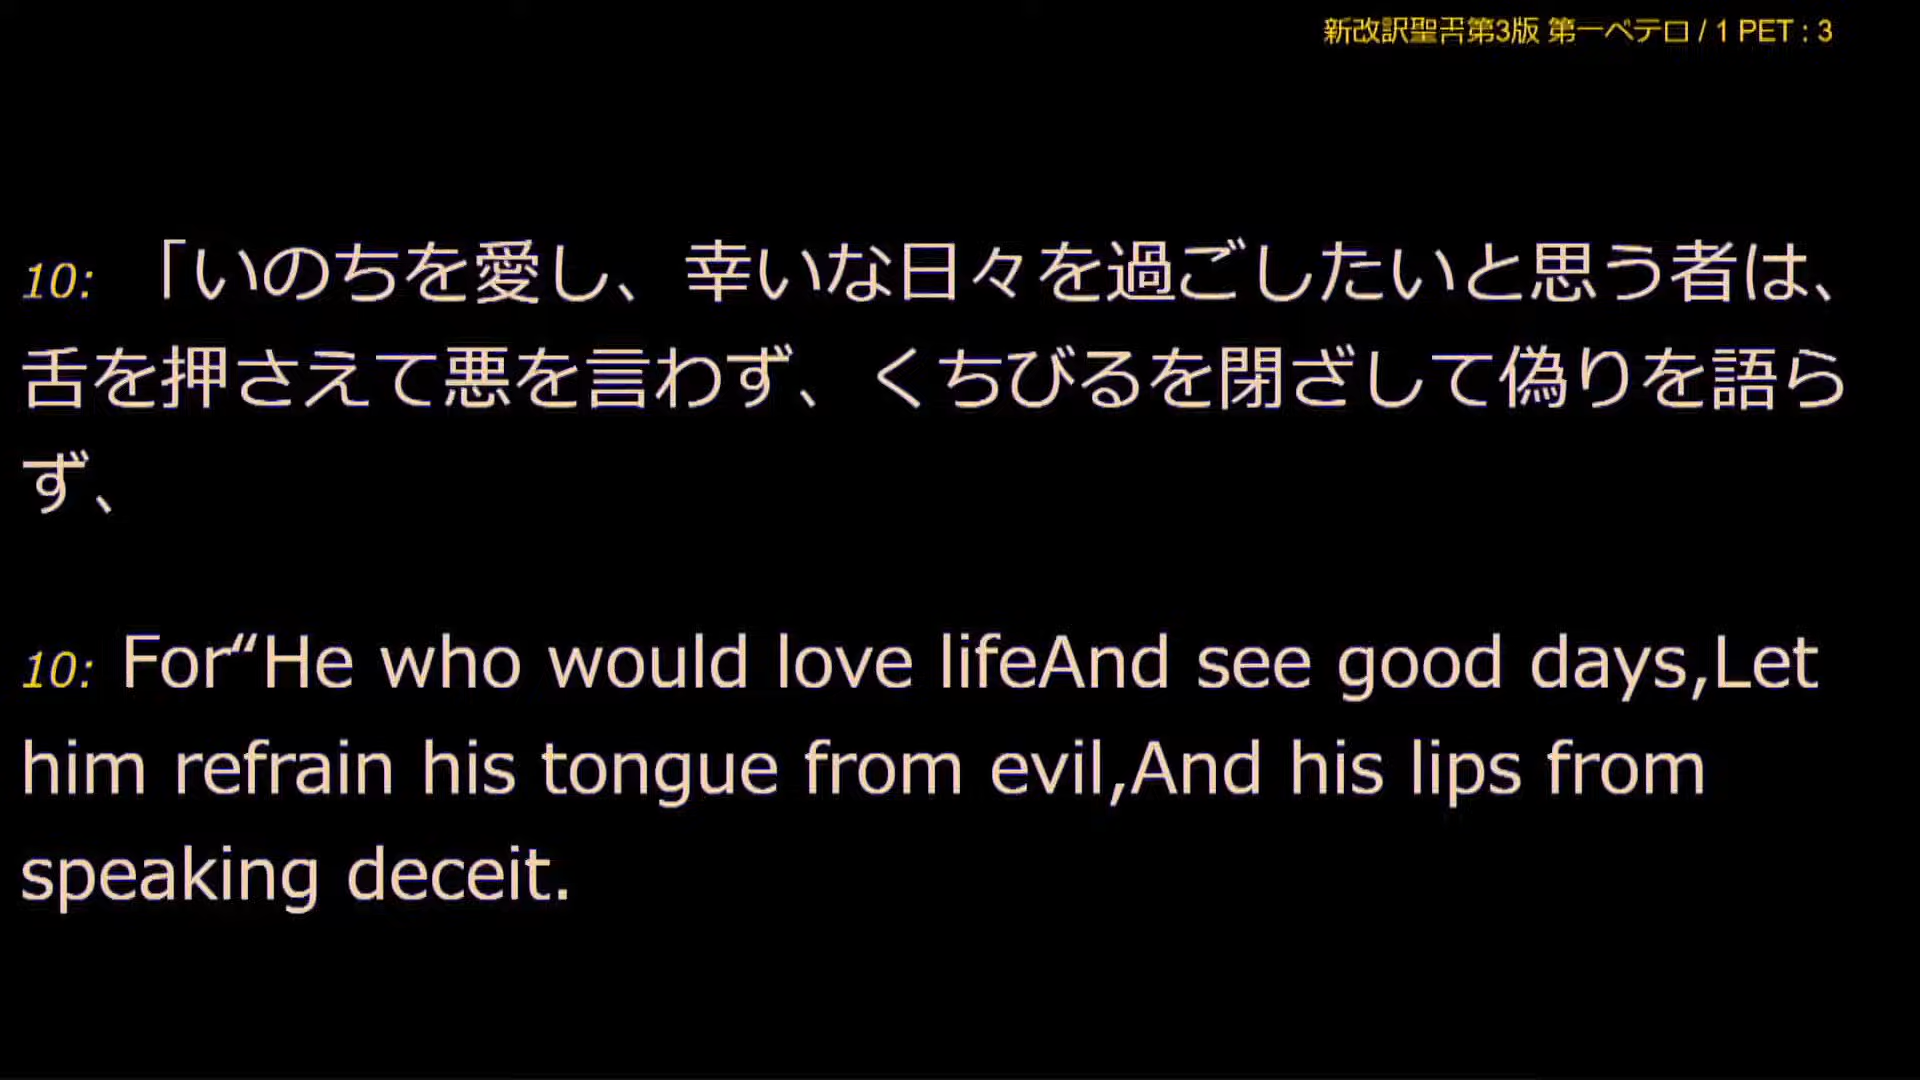 新改訳聖書第3版 第一ペテロ / 1 PET : 3
10: 「いのちを愛し、幸いな日々を過ごしたいと思う者は、
舌を押さえて悪を言わず、くちびるを閉ざして偽りを語ら
ず、
10: For“He who would love lifeAnd see good days,Let
him refrain his tongue from evil,And his lips from
speaking deceit.